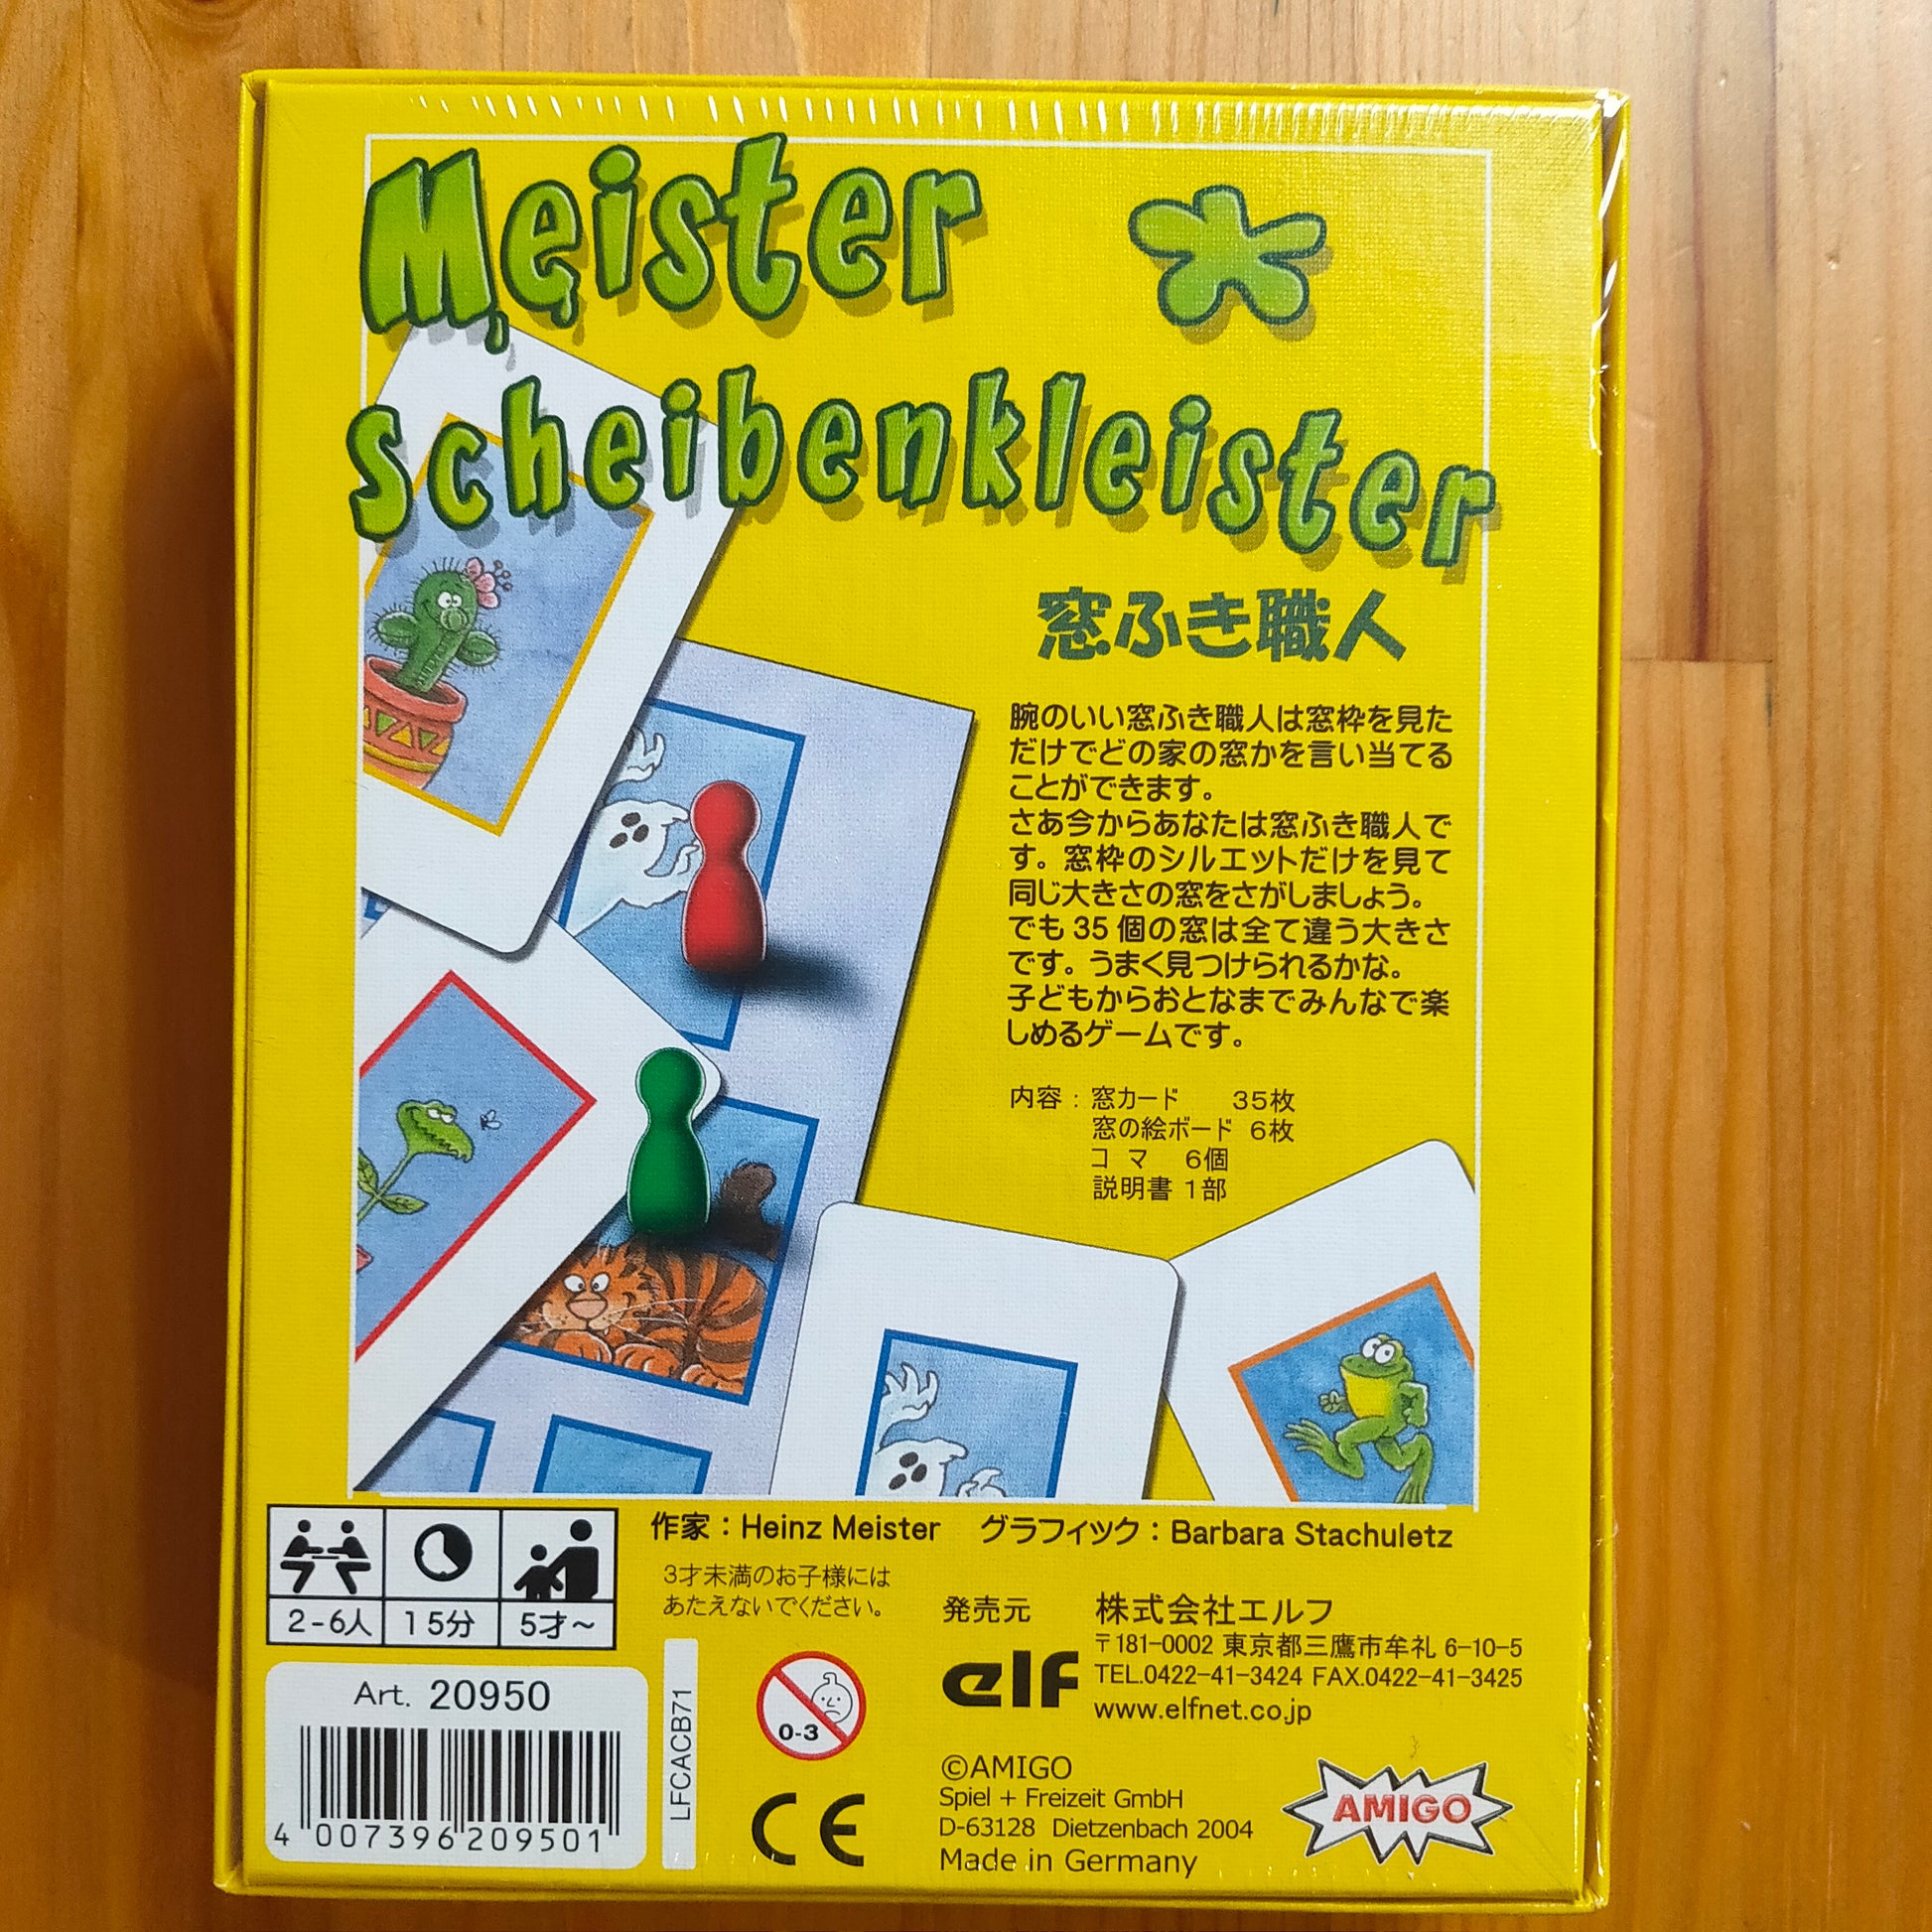 Meister
scheibenkleister
窓ふき職人
腕のいい窓ふき職人は窓枠を見た
だけでどの家の窓かを言い当てる
ことができます。
さあ今からあなたは窓ふき職人で
す。窓枠のシルエットだけを見て
同じ大きさの窓をさがしましょう。
でも 35 個の窓は全て違う大きさ
です。うまく見つけられるかな。
子どもからおとなまでみんなで楽
しめるゲームです。
内容：窓カード 35枚
窓の絵ボード 6枚
コマ 6個
説明書 1部
作家：Heinz Meister グラフィック：Barbara Stachuletz
2-6人 15分 5才～
3才未満のお子様には
あたえないでください。
発売元 株式会社エルフ
〒181-0002 東京都三鷹市牟礼 6-10-5
elf TEL.0422-41-3424 FAX.0422-41-3425
www.elfnet.co.jp
Art. 20950
4 007396 209501
LFCACB71
0-3
CE
©AMIGO
Spiel + Freizeit GmbH
D-63128 Dietzenbach 2004
Made in Germany
AMIGO